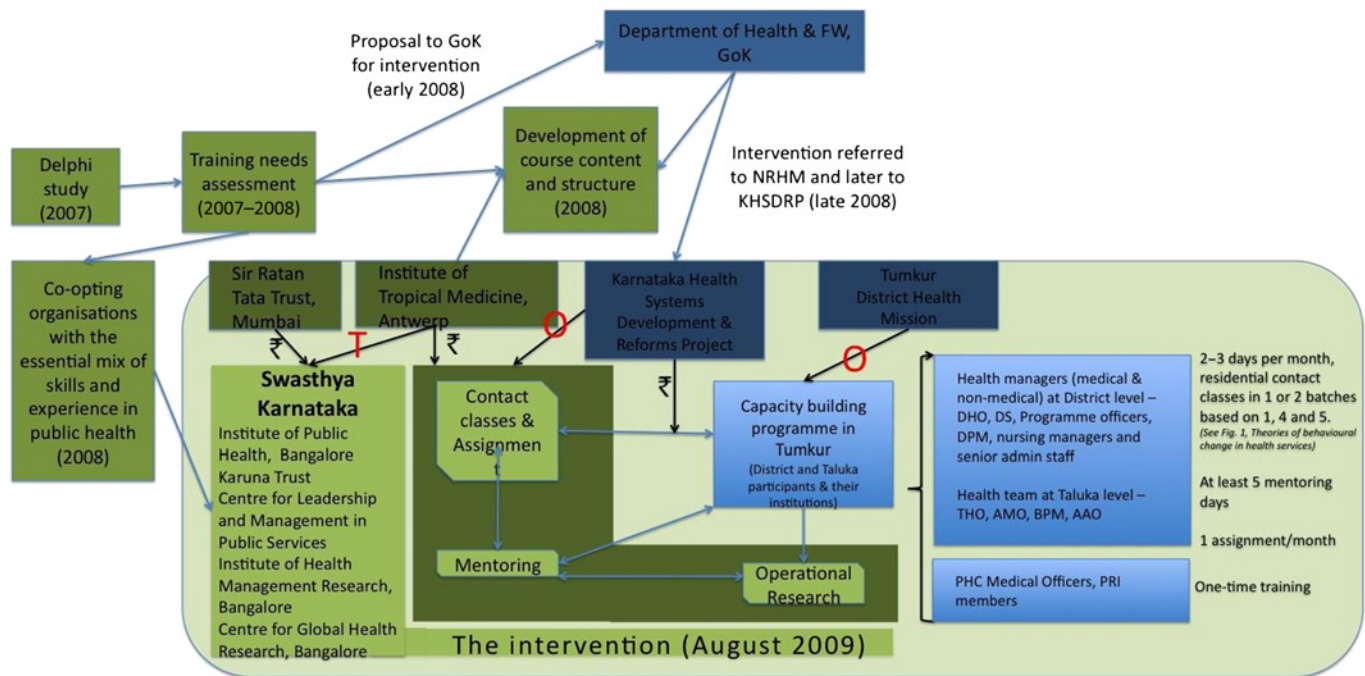 Proposal to GoK
for intervention
(early 2008)
Department of Health & FW,
GoK
Delphi
study
(2007)
Training needs
assessment
(2007–2008)
Development of
course content
and structure
(2008)
Intervention referred
to NRHM and later to
KHSDRP (late 2008)
Co-opting
organisations
with the
essential mix of
skills and
experience in
public health
(2008)
Sir Ratan
Tata Trust,
Mumbai
Institute of
Tropical Medicine,
Antwerp
Karnataka Health
Systems
Development &
Reforms Project
Tumkur
District Health
Mission
₹
T
₹
O
₹
O
Swasthya
Karnataka
Institute of Public
Health, Bangalore
Karuna Trust
Centre for Leadership
and Management in
Public Services
Institute of Health
Management Research,
Bangalore
Centre for Global Health
Research, Bangalore
Contact
classes &
Assignmen
t
Mentoring
Operational
Research
Capacity building
programme in
Tumkur
(District and Taluka
participants & their
institutions)
Health managers (medical &
non-medical) at District level –
DHO, DS, Programme officers,
DPM, nursing managers and
senior admin staff
Health team at Taluka level –
THO, AMO, BPM, AAO
PHC Medical Officers, PRI
members
2–3 days per month,
residential contact
classes in 1 or 2 batches
based on 1, 4 and 5.
(See Fig. 1, Theories of behavioural
change in health services)
At least 5 mentoring
days
1 assignment/month
One-time training
The intervention (August 2009)